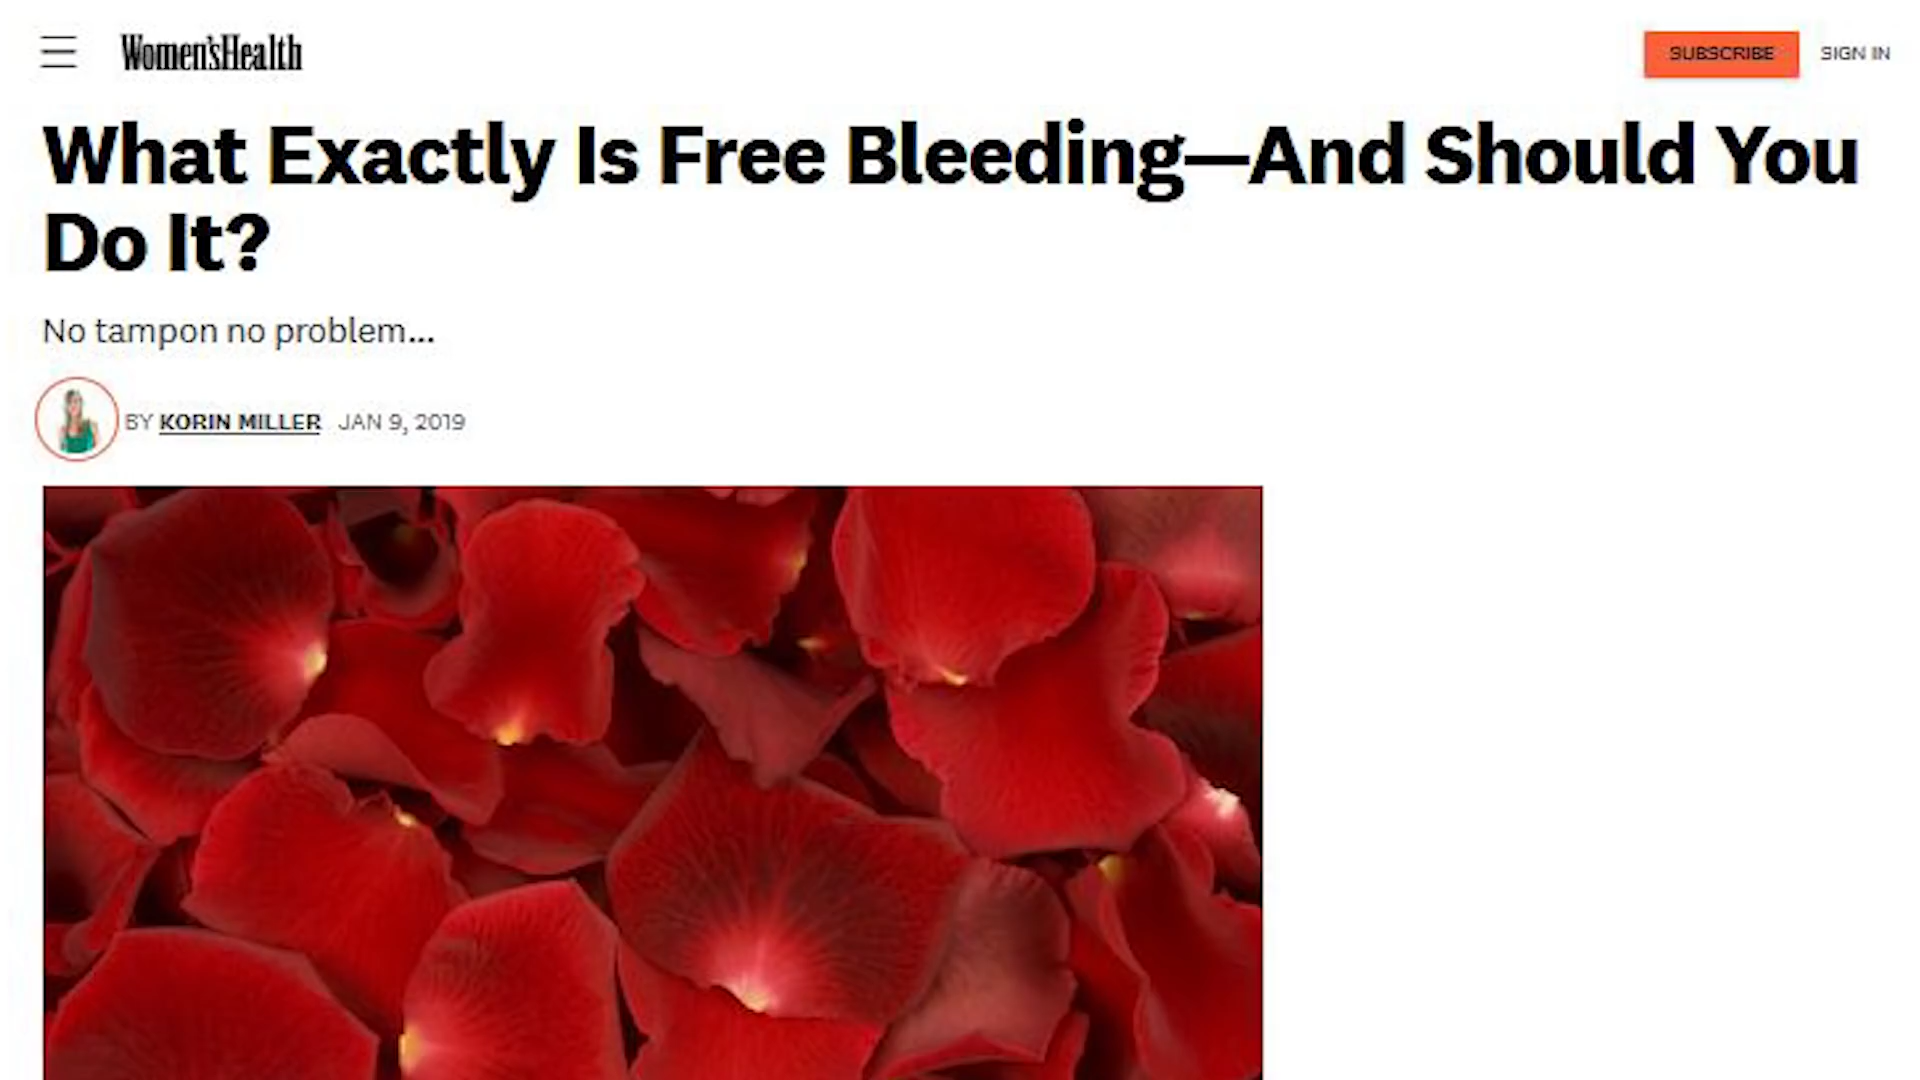 Women'sHealth
SUBSCRIBE
SIGN IN
What Exactly Is Free Bleeding—And Should You
Do It?
No tampon no problem...
BY KORIN MILLER JAN 9, 2019